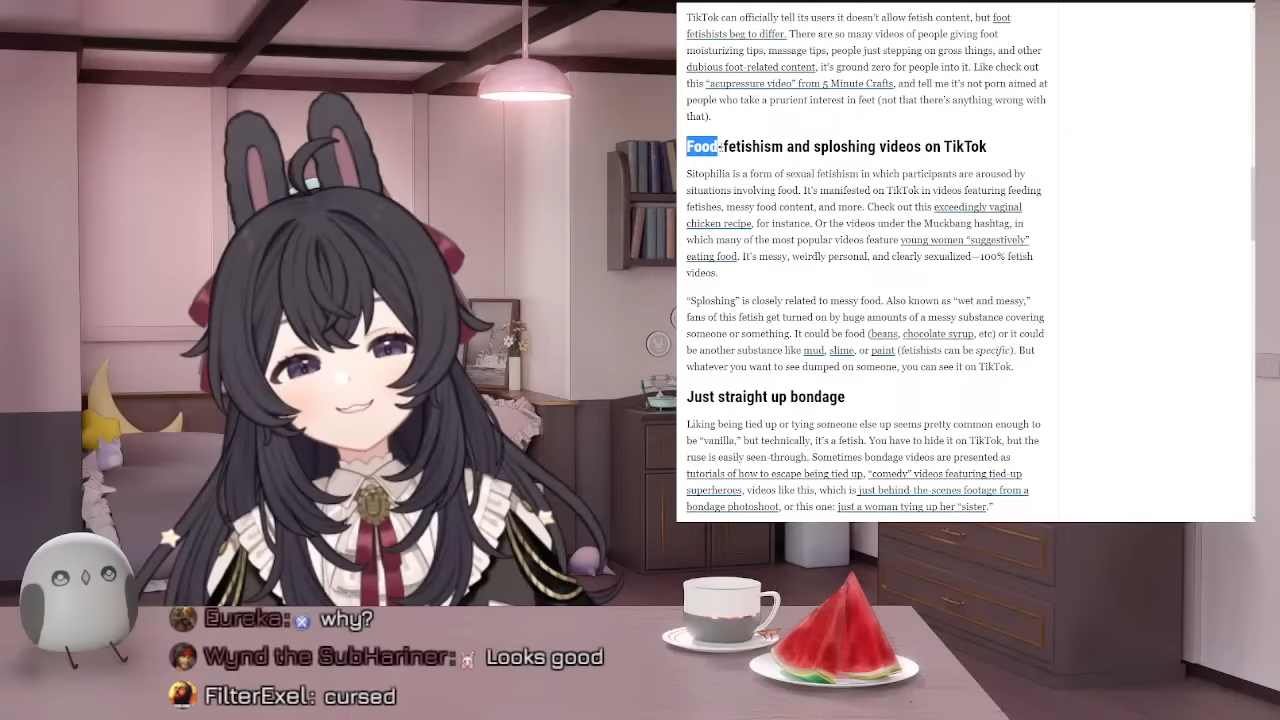 TikTok can officially tell its users it doesn't allow fetish content, but foot
fetishists beg to differ. There are so many videos of people giving foot
moisturizing tips, massage tips, people just stepping on gross things, and other
dubious foot-related content, it's ground zero for people into it. Like check out
this “acupressure video” from 5 Minute Crafts, and tell me it's not porn aimed at
people who take a prurient interest in feet (not that there's anything wrong with
that).
Food-fetishism and sploshing videos on TikTok
Sitophilia is a form of sexual fetishism in which participants are aroused by
situations involving food. It's manifested on TikTok in videos featuring feeding
fetishes, messy food content, and more. Check out this exceedingly vaginal
chicken recipe, for instance. Or the videos under the Muckbang hashtag, in
which many of the most popular videos feature young women “suggestively”
eating food. It's messy, weirdly personal, and clearly sexualized—100% fetish
videos.
“Sploshing” is closely related to messy food. Also known as “wet and messy,”
fans of this fetish get turned on by huge amounts of a messy substance covering
someone or something. It could be food (beans, chocolate syrup, etc) or it could
be another substance like mud, slime, or paint (fetishists can be specific). But
whatever you want to see dumped on someone, you can see it on TikTok.
Just straight up bondage
Liking being tied up or tying someone else up seems pretty common enough to
be “vanilla,” but technically, it's a fetish. You have to hide it on TikTok, but the
ruse is easily seen-through. Sometimes bondage videos are presented as
tutorials of how to escape being tied up, “comedy” videos featuring tied-up
superheroes, videos like this, which is just behind-the-scenes footage from a
bondage photoshoot, or this one: just a woman tying up her “sister.”
Eureka: why?
Wynd the SubHariner: Looks good
FilterExel: cursed